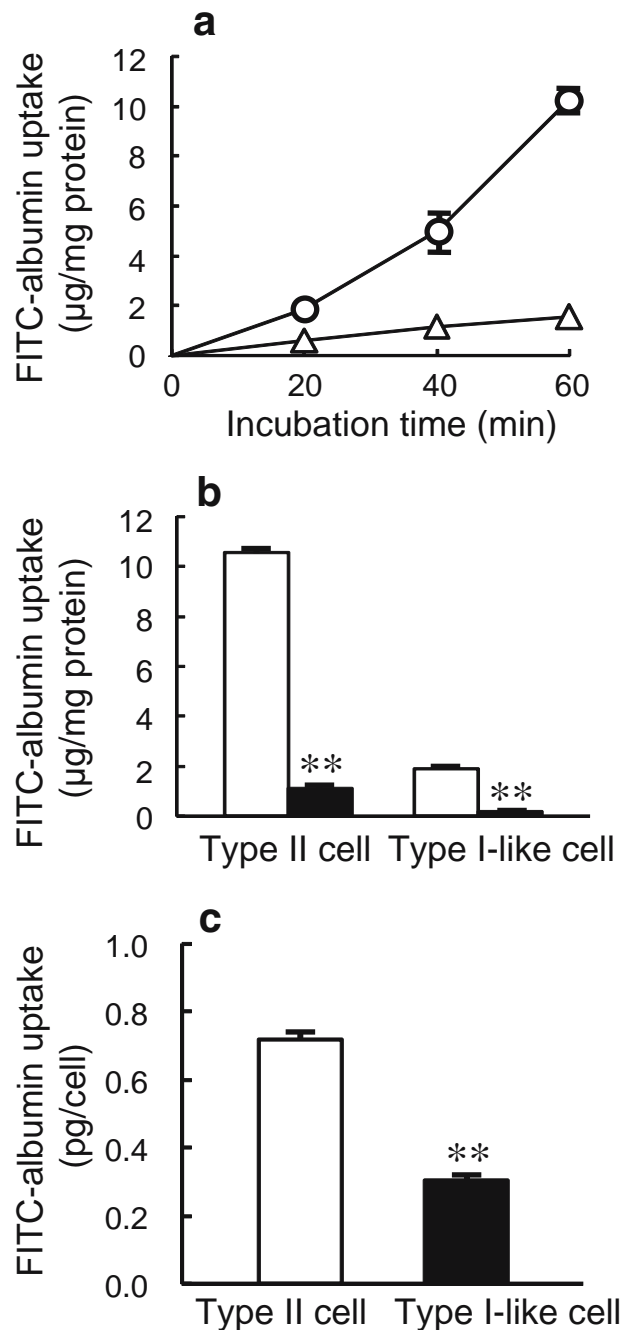 a
FITC-albumin uptake
(µg/mg protein)
12
10
8
6
4
2
0
0
20
40
60
Incubation time (min)
b
FITC-albumin uptake
(µg/mg protein)
12
10
8
6
4
2
0
**
**
Type II cell
Type I-like cell
c
FITC-albumin uptake
(pg/cell)
1.0
0.8
0.6
0.4
0.2
0.0
**
Type II cell
Type I-like cell